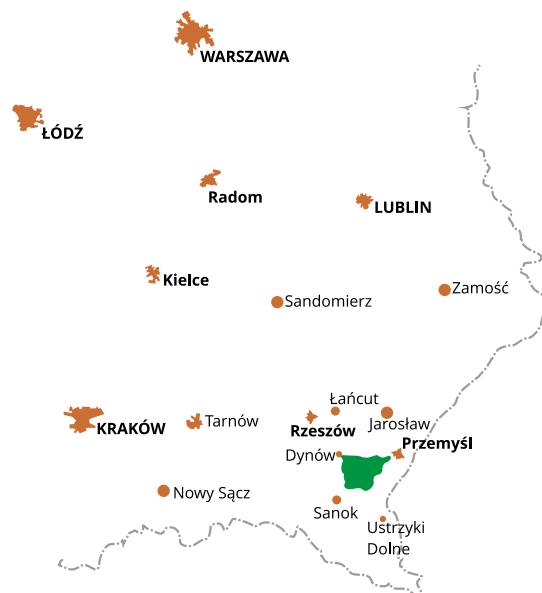 WARSZAWA
ŁÓDŹ
Radom
LUBLIN
Kielce
Sandomierz
Zamość
Łańcut
KRAKÓW
Tarnów
Rzeszów
Jarosław
Przemyśl
Dynów
Nowy Sącz
Sanok
Ustrzyki
Dolne